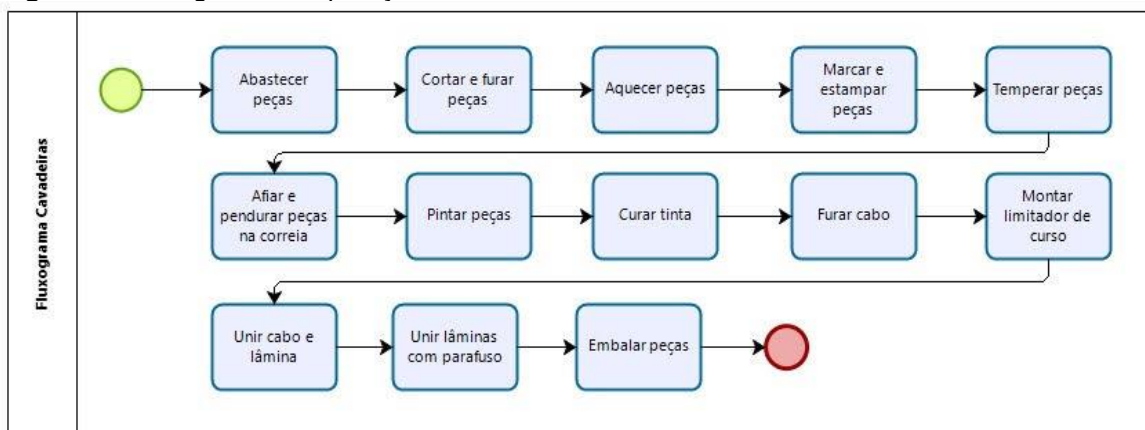 Fluxograma Cavadeiras
Abastecer
peças
Cortar e furar
peças
Aquecer peças
Marcar e
estampar
peças
Temperar peças
Afiar e
pendurar peças
na correia
Pintar peças
Curar tinta
Furar cabo
Montar
limitador de
curso
Unir cabo e
lâmina
Unir lâminas
com parafuso
Embalar peças